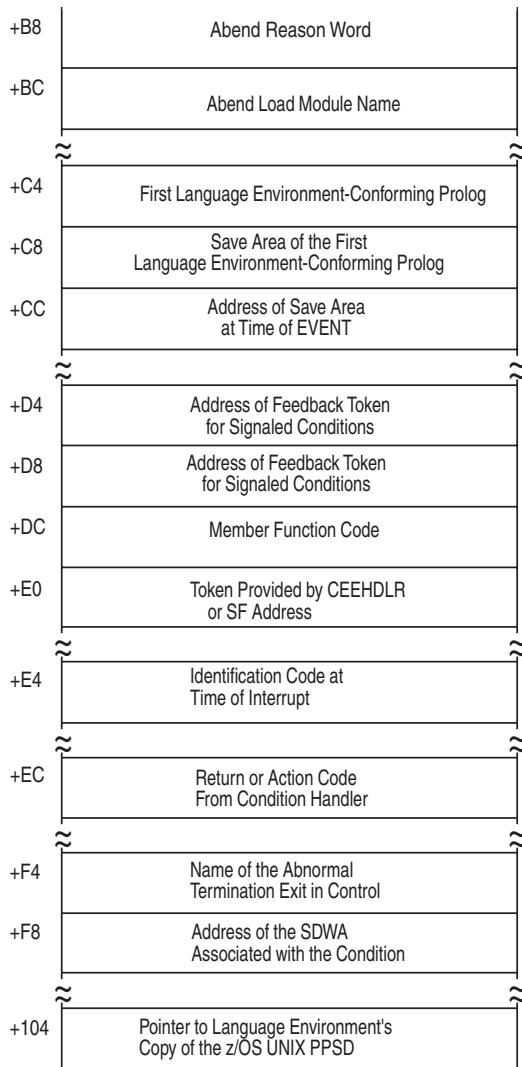 +B8 Abend Reason Word
+BC Abend Load Module Name
+C4 First Language Environment-Conforming Prolog
+C8 Save Area of the First
Language Environment-Conforming Prolog
+CC Address of Save Area
at Time of EVENT
+D4 Address of Feedback Token
for Signaled Conditions
+D8 Address of Feedback Token
for Signaled Conditions
+DC Member Function Code
+E0 Token Provided by CEEHDLR
or SF Address
+E4 Identification Code at
Time of Interrupt
+EC Return or Action Code
From Condition Handler
+F4 Name of the Abnormal
Termination Exit in Control
+F8 Address of the SDWA
Associated with the Condition
+104 Pointer to Language Environment's
Copy of the z/OS UNIX PPSD